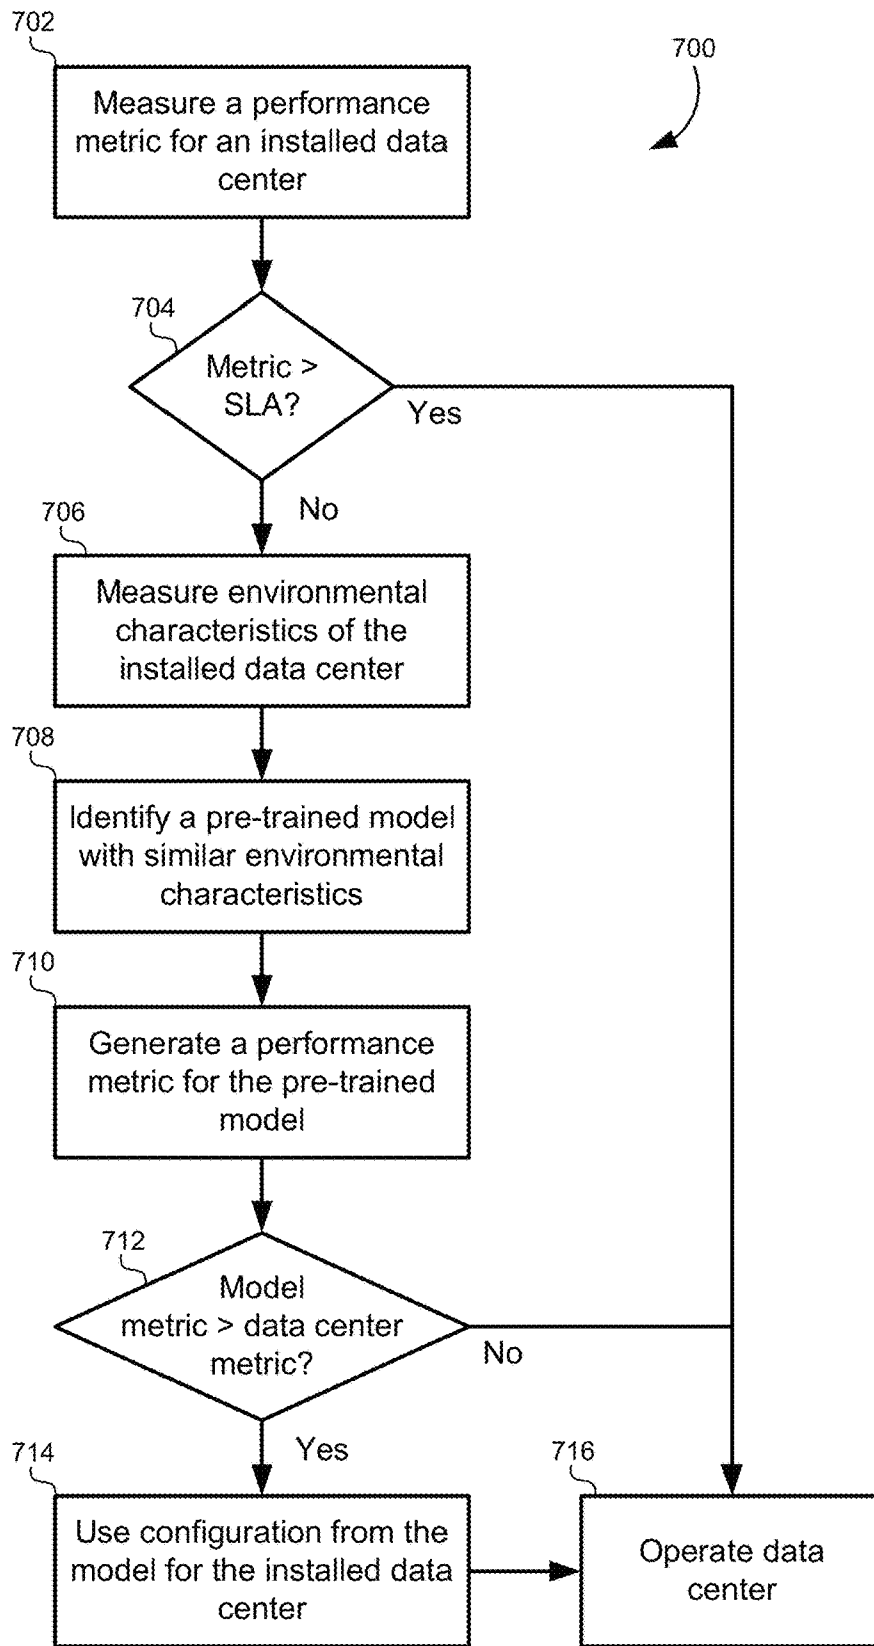 702
700
Measure a performance
metric for an installed data
center
704
Metric >
SLA?
Yes
No
706
Measure environmental
characteristics of the
installed data center
708
Identify a pre-trained model
with similar environmental
characteristics
710
Generate a performance
metric for the pre-trained
model
712
Model
metric > data center
metric?
No
Yes
714
716
Use configuration from the
model for the installed data
center
Operate data
center